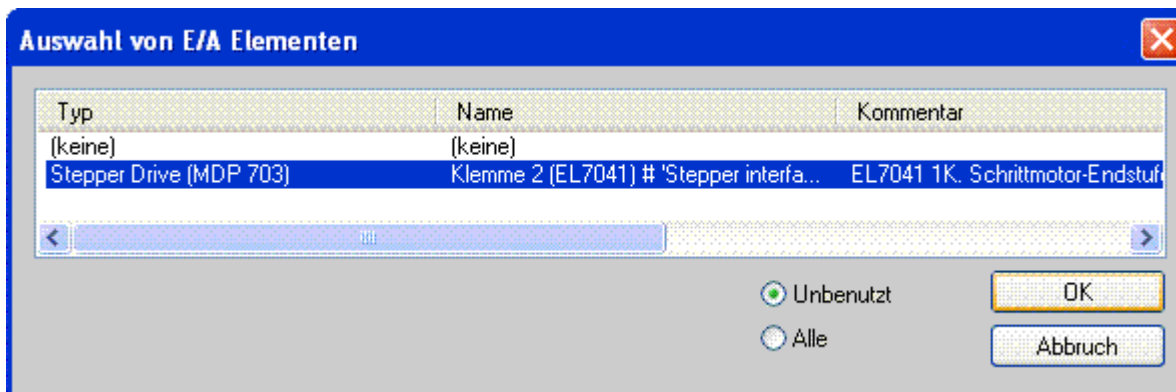 Auswahl von E/A Elementen
Typ Name Kommentar
(keine) (keine)
Stepper Drive (MDP 703) Klemme 2 (EL7041) # 'Stepper interfa... EL7041 1K. Schrittmotor-Endstufe
Unbenutzt OK
Alle Abbruch